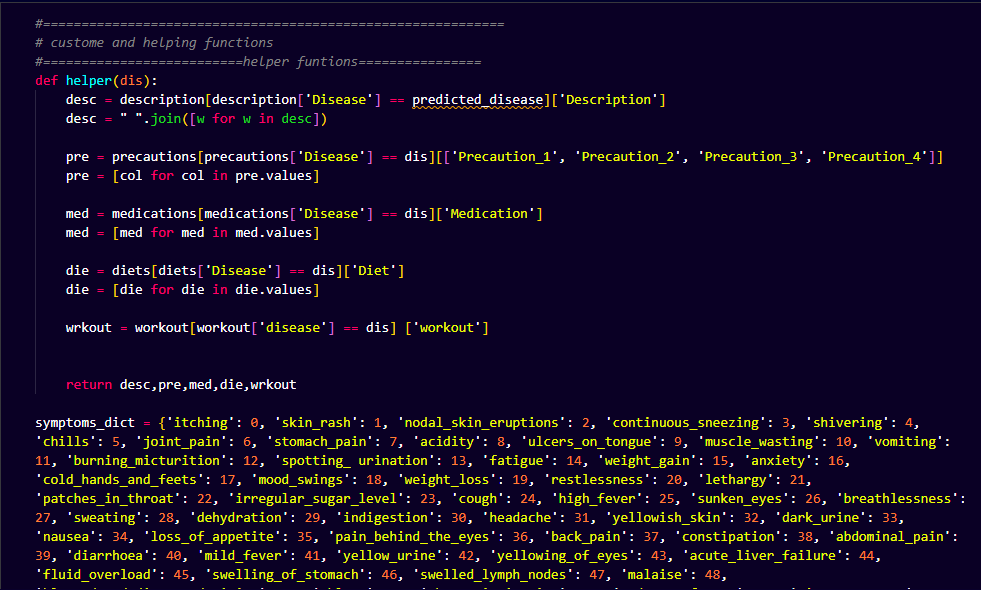 #============================================================
# custome and helping functions
#==========================helper funtions================
def helper(dis):
    desc = description[description['Disease'] == predicted_disease]['Description']
    desc = " ".join([w for w in desc])
    pre = precautions[precautions['Disease'] == dis][['Precaution_1', 'Precaution_2', 'Precaution_3', 'Precaution_4']]
    pre = [col for col in pre.values]
    med = medications[medications['Disease'] == dis]['Medication']
    med = [med for med in med.values]
    die = diets[diets['Disease'] == dis]['Diet']
    die = [die for die in die.values]
    wrkout = workout[workout['disease'] == dis] ['workout']
    return desc,pre,med,die,wrkout
symptoms_dict = {'itching': 0, 'skin_rash': 1, 'nodal_skin_eruptions': 2, 'continuous_sneezing': 3, 'shivering': 4,
'chills': 5, 'joint_pain': 6, 'stomach_pain': 7, 'acidity': 8, 'ulcers_on_tongue': 9, 'muscle_wasting': 10, 'vomiting':
11, 'burning_micturition': 12, 'spotting_ urination': 13, 'fatigue': 14, 'weight_gain': 15, 'anxiety': 16,
'cold_hands_and_feets': 17, 'mood_swings': 18, 'weight_loss': 19, 'restlessness': 20, 'lethargy': 21,
'patches_in_throat': 22, 'irregular_sugar_level': 23, 'cough': 24, 'high_fever': 25, 'sunken_eyes': 26, 'breathlessness':
27, 'sweating': 28, 'dehydration': 29, 'indigestion': 30, 'headache': 31, 'yellowish_skin': 32, 'dark_urine': 33,
'nausea': 34, 'loss_of_appetite': 35, 'pain_behind_the_eyes': 36, 'back_pain': 37, 'constipation': 38, 'abdominal_pain':
39, 'diarrhoea': 40, 'mild_fever': 41, 'yellow_urine': 42, 'yellowing_of_eyes': 43, 'acute_liver_failure': 44,
'fluid_overload': 45, 'swelling_of_stomach': 46, 'swelled_lymph_nodes': 47, 'malaise': 48,